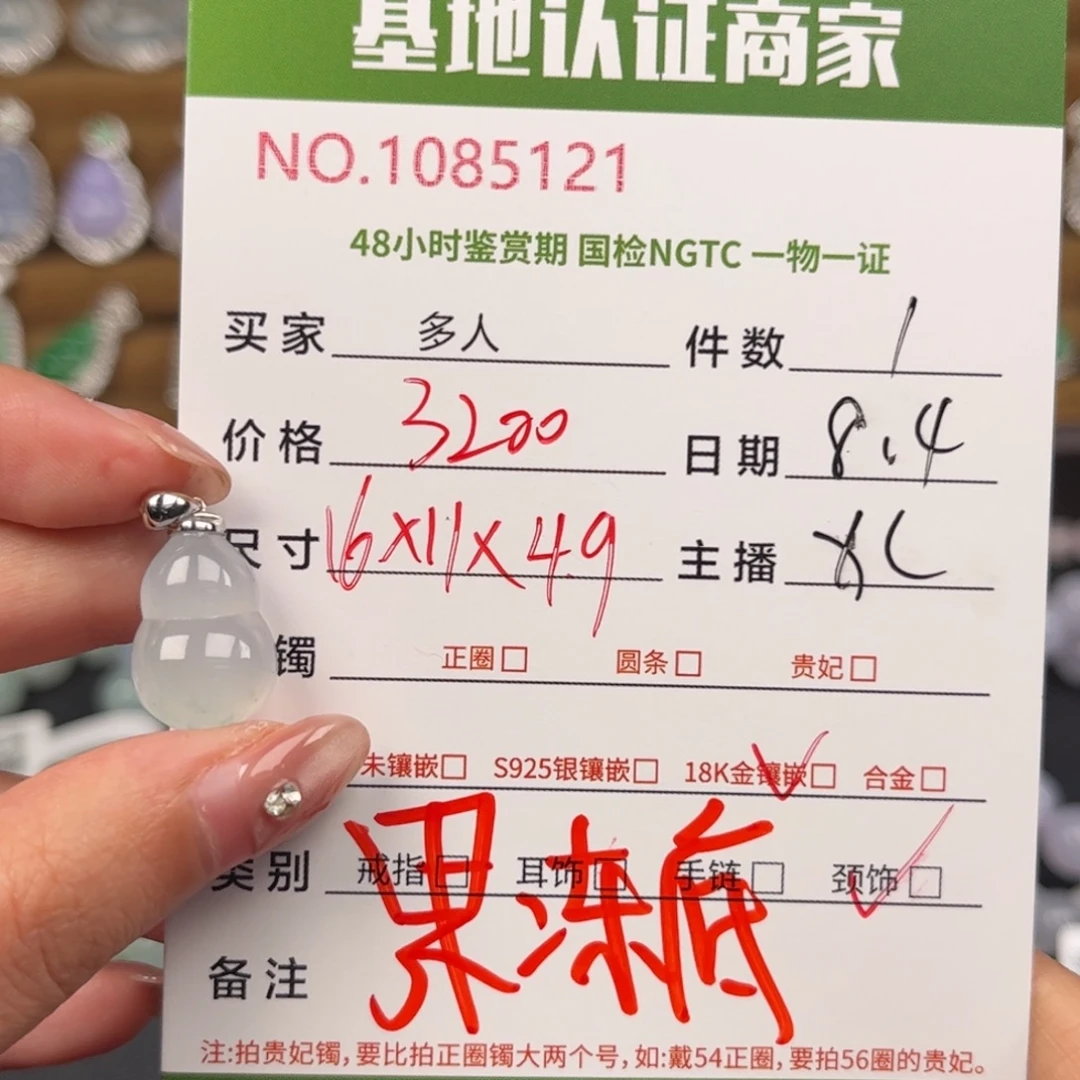 基地认证商家
NO.1085121
48小时鉴赏期 国检NGTC 一物一证
买家 多人 件数 1
价格 3200 日期 8.4
尺寸 16X11X4.9 主播 XC
镯 正圈□ 圆条□ 贵妃□
未镶嵌□ S925银镶嵌□ 18K金镶嵌□ 合金□
类别 戒指□ 耳饰□ 手链□ 颈饰□
备注 果冻底
注:拍贵妃镯,要比拍正圈镯大两个号,如:戴54正圈,要拍56圈的贵妃。